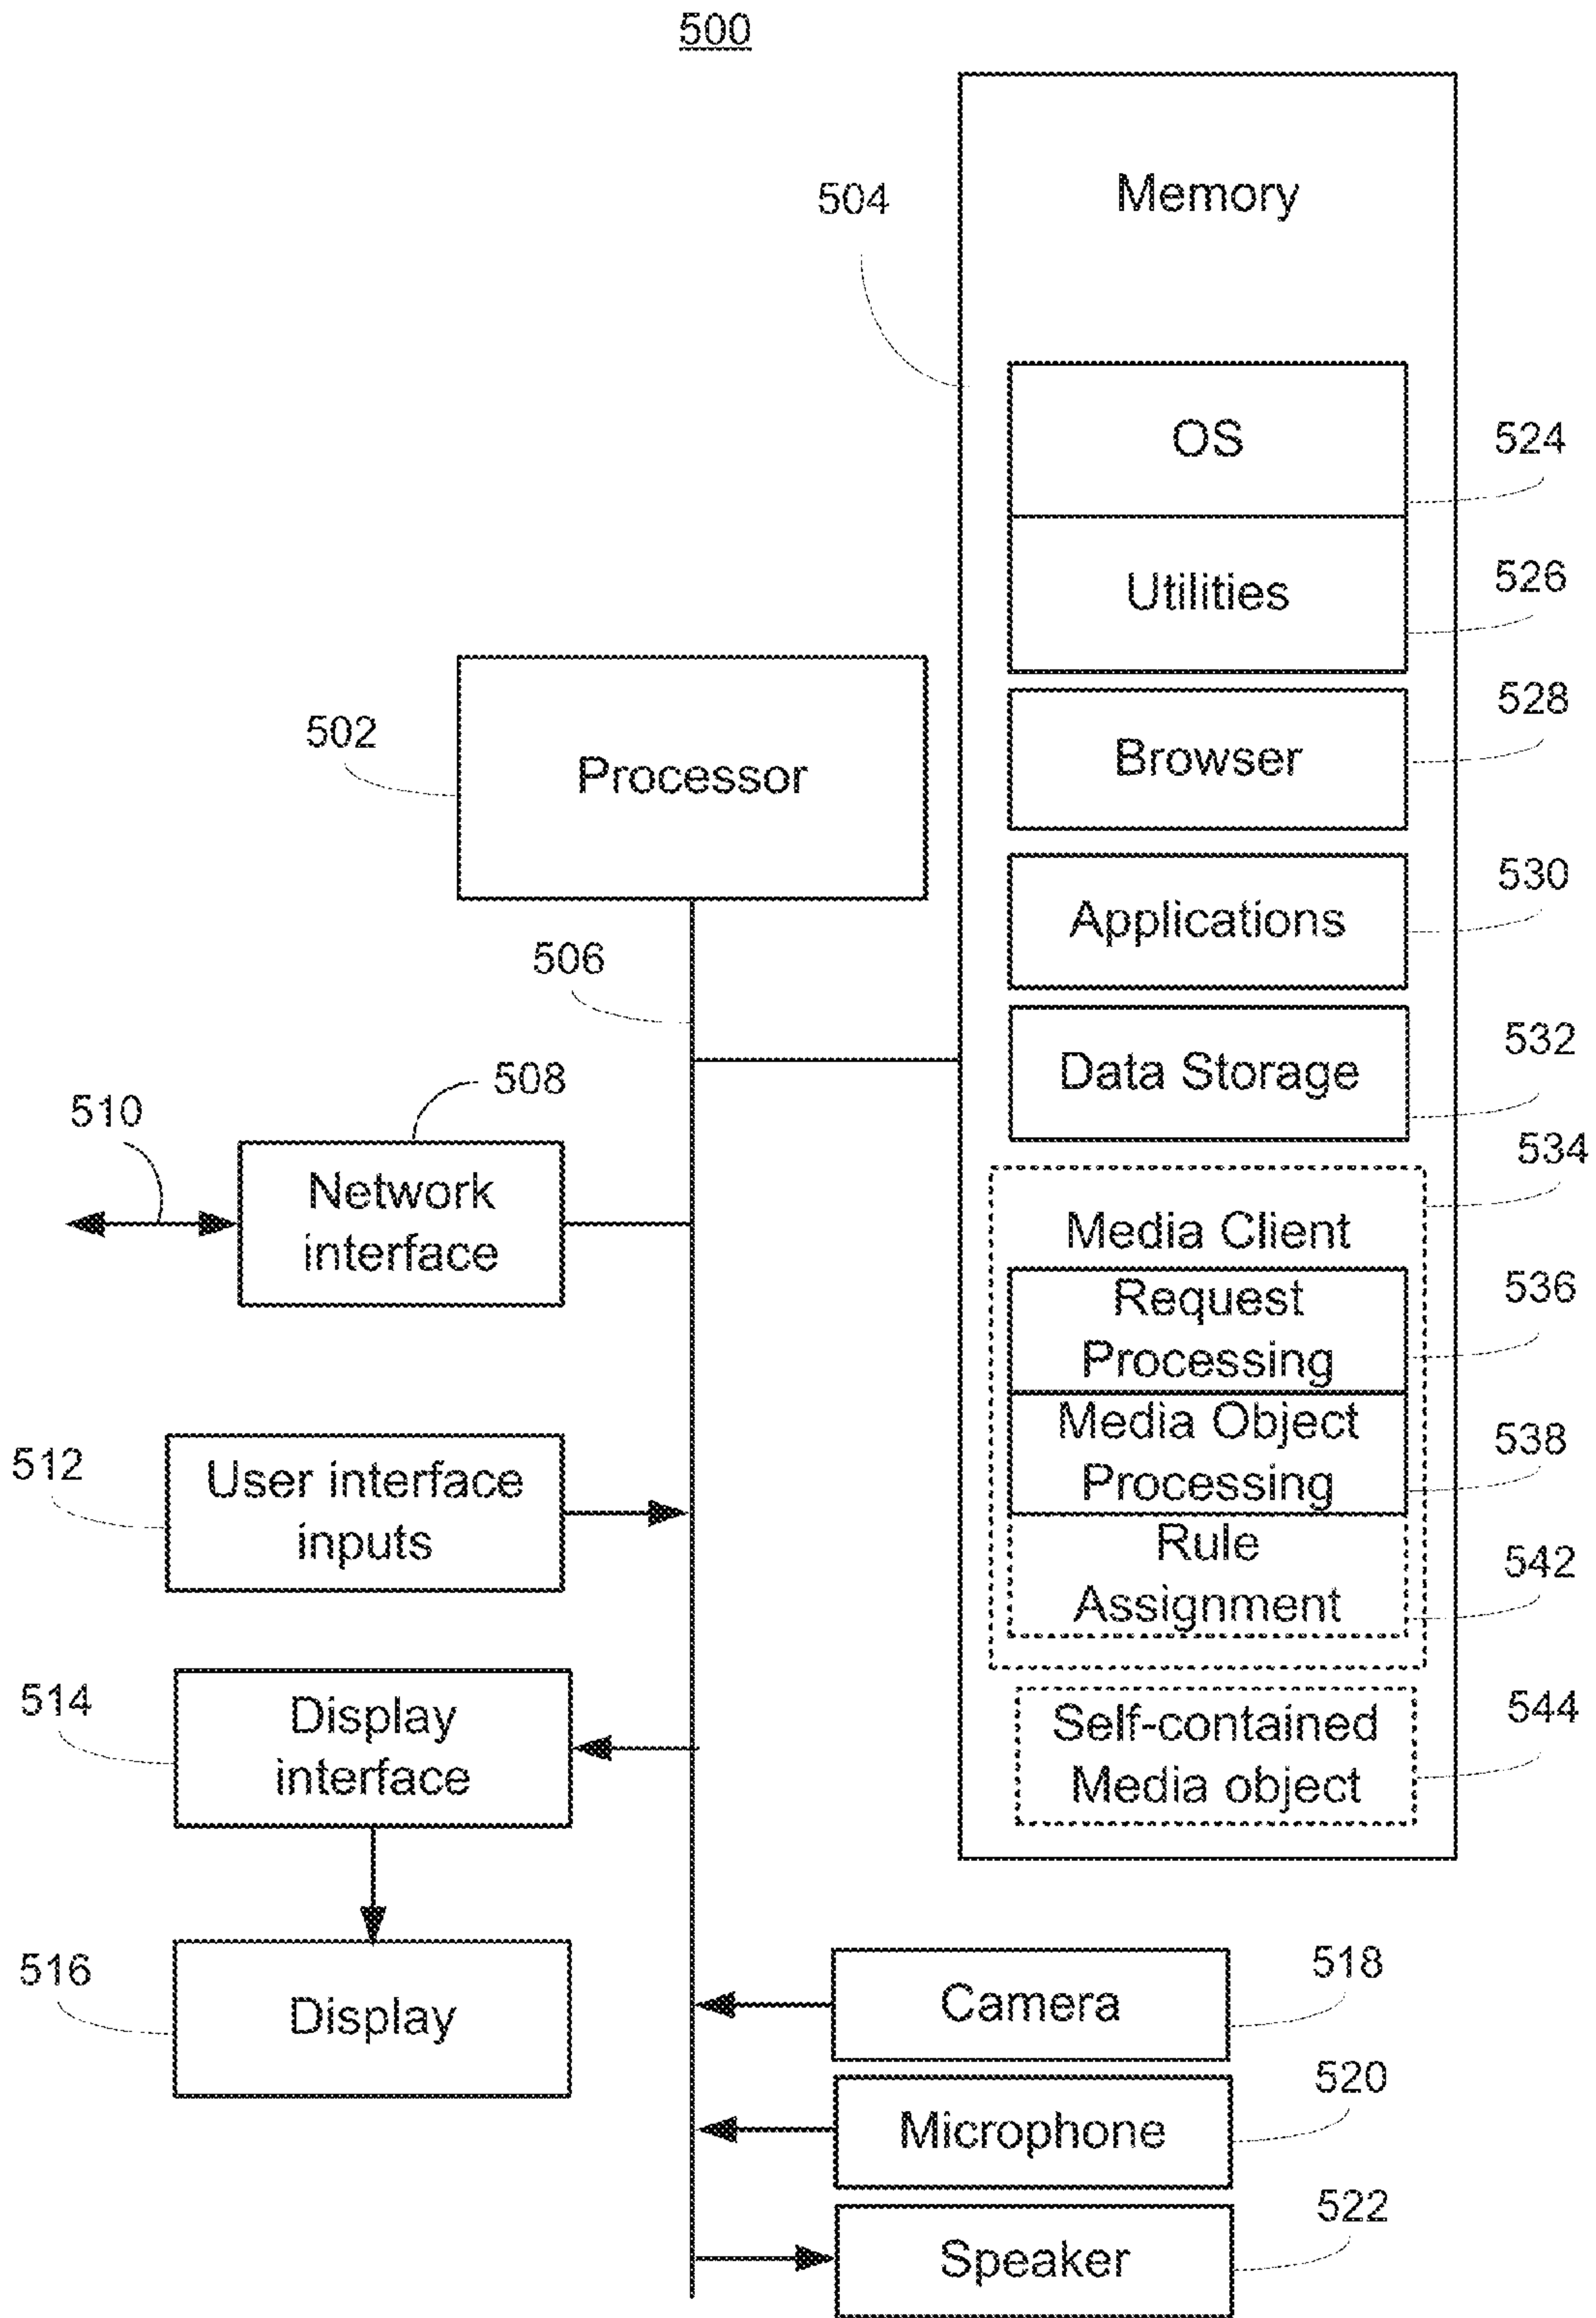 500
504
Memory
OS
524
Utilities
526
502
Processor
Browser
528
Applications
530
506
Data Storage
532
508
510
Network
interface
534
Media Client
Request
Processing
536
Media Object
Processing
538
512
User interface
inputs
Rule
Assignment
542
514
Display
interface
Self-contained
Media object
544
516
Display
Camera
518
Microphone
520
Speaker
522